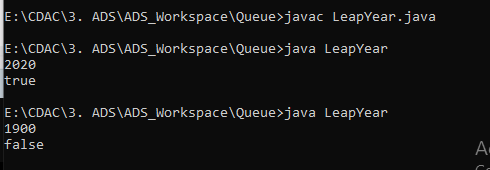 E:\CDAC\3. ADS\ADS_Workspace\Queue>javac LeapYear.java
E:\CDAC\3. ADS\ADS_Workspace\Queue>java LeapYear
2020
true
E:\CDAC\3. ADS\ADS_Workspace\Queue>java LeapYear
1900
false